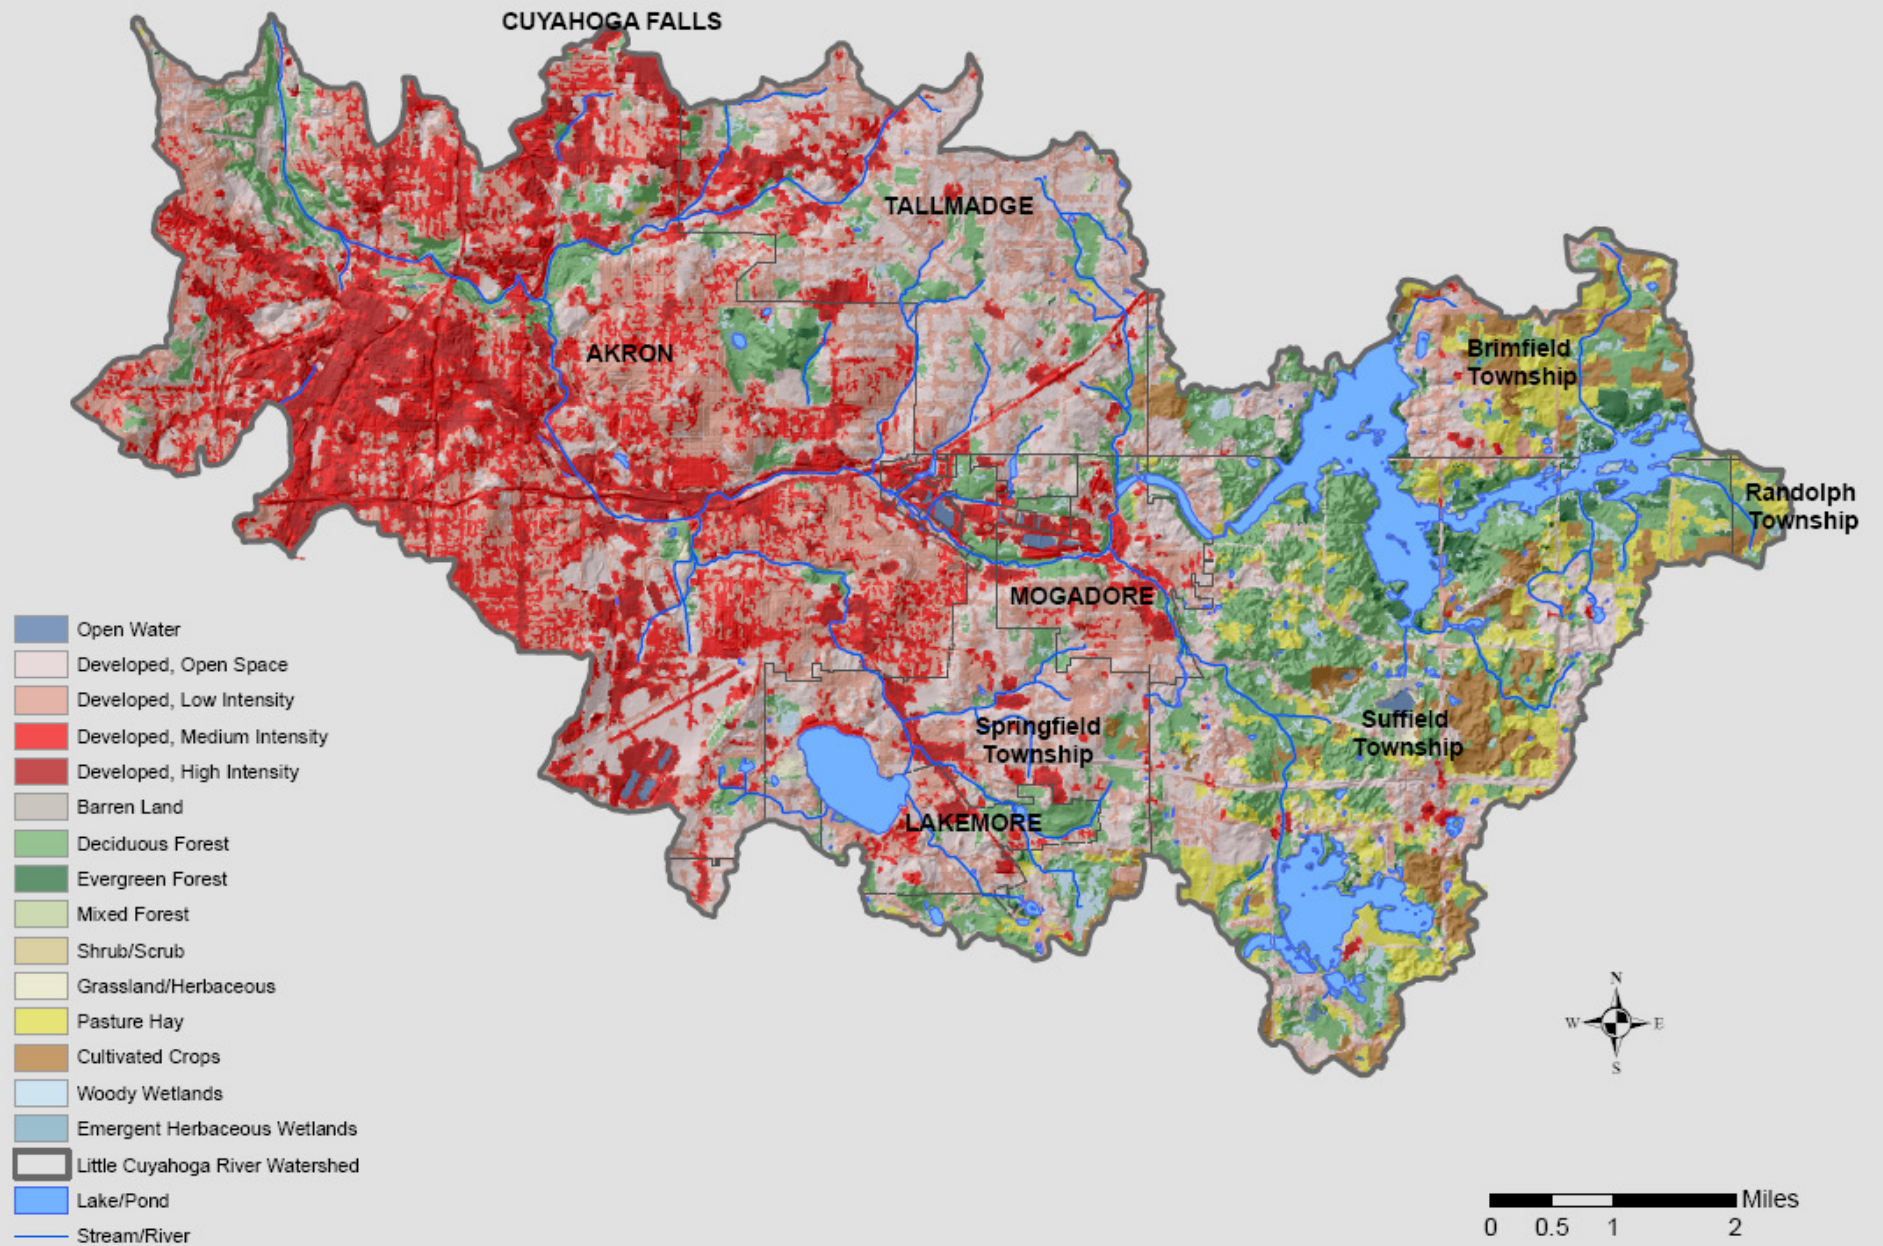 CUYAHOGA FALLS
TALLMADGE
AKRON
Brimfield
Township
Randolph
Township
MOGADORE
Springfield
Township
Suffield
Township
LAKEMORE
Open Water
Developed, Open Space
Developed, Low Intensity
Developed, Medium Intensity
Developed, High Intensity
Barren Land
Deciduous Forest
Evergreen Forest
Mixed Forest
Shrub/Scrub
Grassland/Herbaceous
Pasture Hay
Cultivated Crops
Woody Wetlands
Emergent Herbaceous Wetlands
Little Cuyahoga River Watershed
Lake/Pond
Stream/River
N
W E
S
Miles
0 0.5 1 2